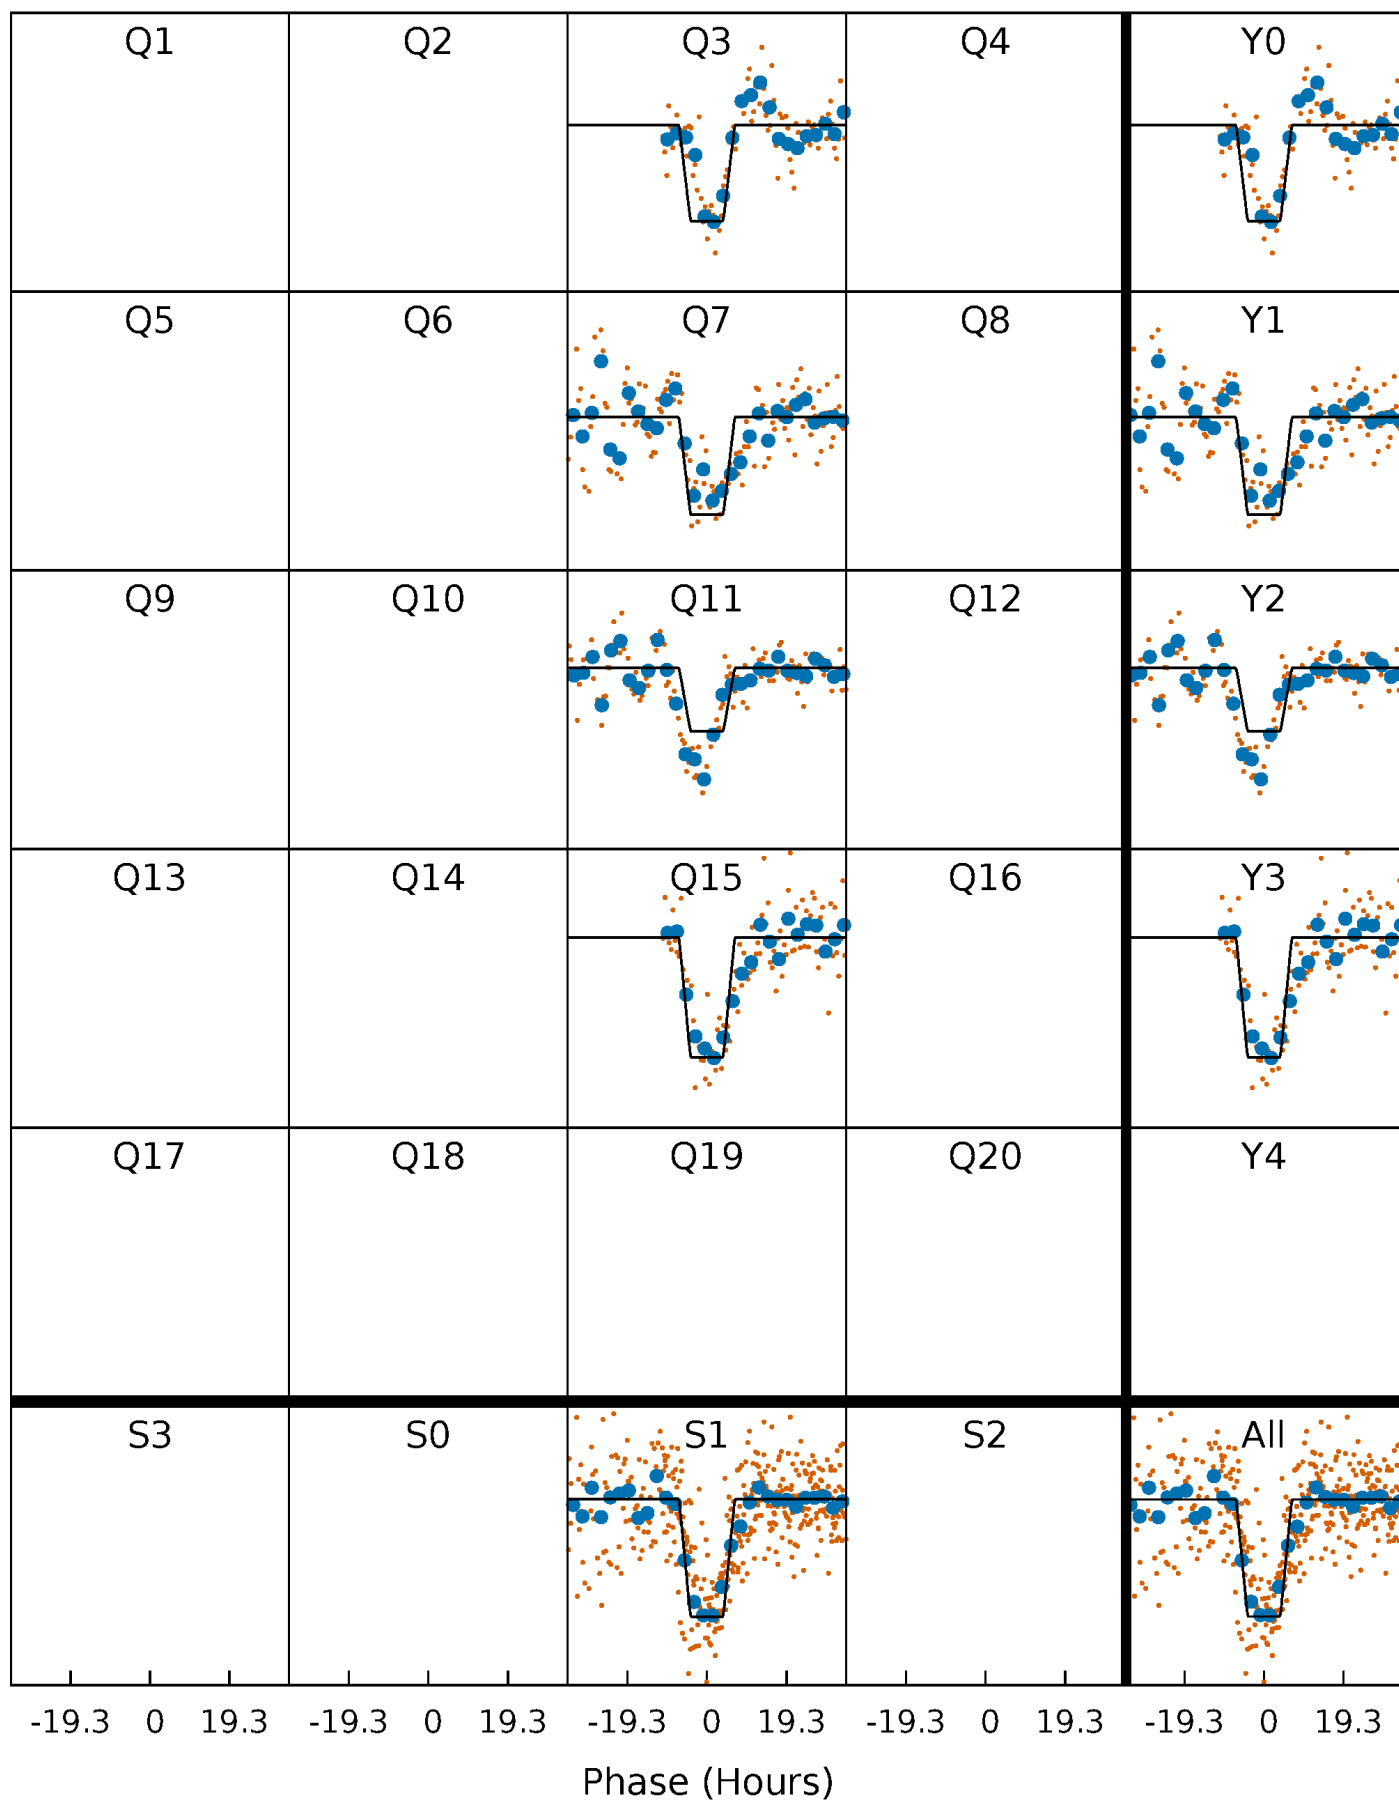 Q1 Q2 Q3 Q4 Y0
Q5 Q6 Q7 Q8 Y1
Q9 Q10 Q11 Q12 Y2
Q13 Q14 Q15 Q16 Y3
Q17 Q18 Q19 Q20 Y4
S3 S0 S1 S2 All
-19.3 0 19.3 -19.3 0 19.3 -19.3 0 19.3 -19.3 0 19.3 -19.3 0 19.3
Phase (Hours)